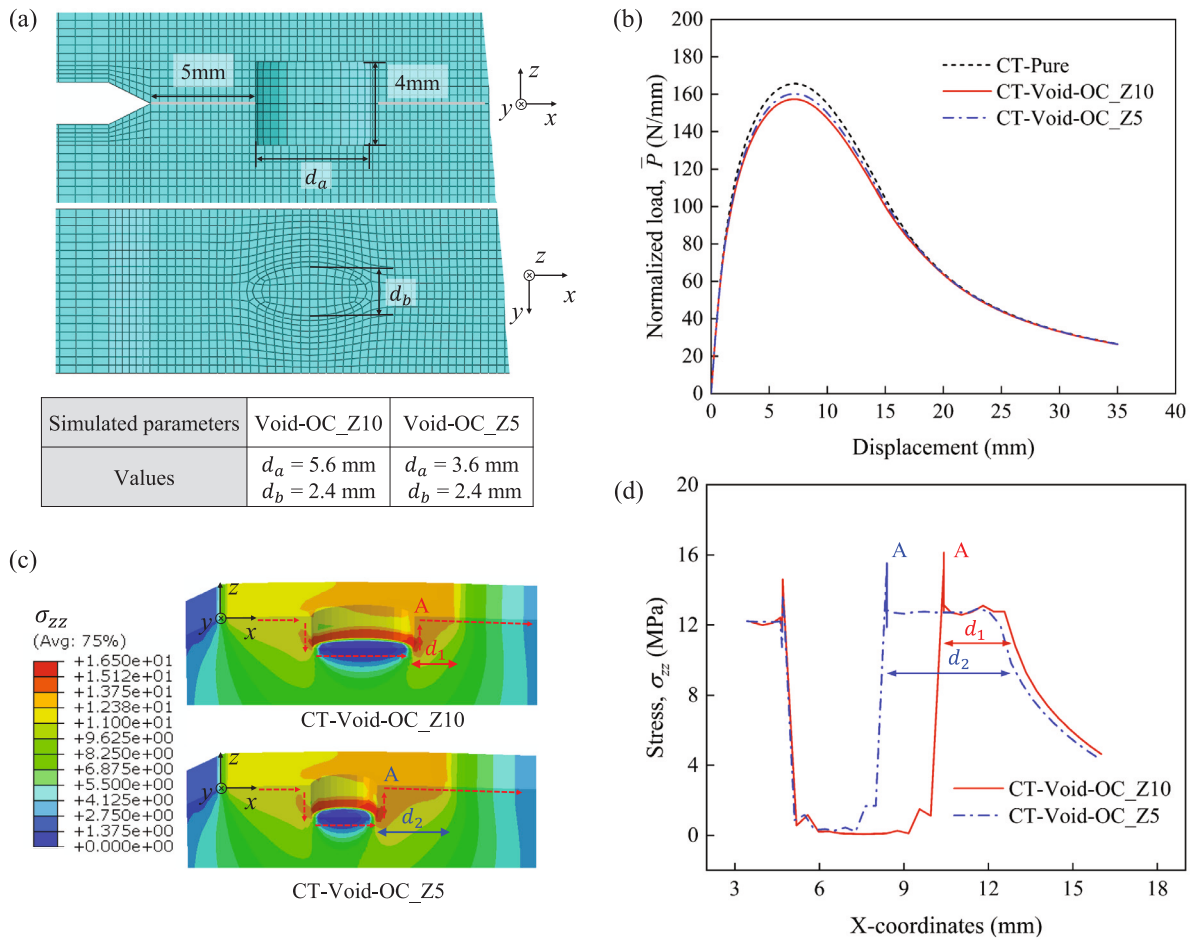 (a)
5mm
4mm
z
y
x
d_a
d_b
z
x
y
Simulated parameters Void-OC_Z10 Void-OC_Z5
Values
d_a = 5.6 mm d_a = 3.6 mm
d_b = 2.4 mm d_b = 2.4 mm
(b)
Normalized load, P̅ (N/mm)
200
180
160
140
120
100
80
60
40
20
0
0 5 10 15 20 25 30 35 40
Displacement (mm)
CT-Pure
CT-Void-OC_Z10
CT-Void-OC_Z5
(c)
σ_zz
(Avg: 75%)
+1.650e+01
+1.512e+01
+1.375e+01
+1.238e+01
+1.100e+01
+9.625e+00
+8.250e+00
+6.875e+00
+5.500e+00
+4.125e+00
+2.750e+00
+1.375e+00
+0.000e+00
z
y
x
A
d_1
CT-Void-OC_Z10
z
y
x
A
d_2
CT-Void-OC_Z5
(d)
Stress, σ_zz (MPa)
20
16
12
8
4
0
A
A
d_1
d_2
CT-Void-OC_Z10
CT-Void-OC_Z5
3 6 9 12 15 18
X-coordinates (mm)